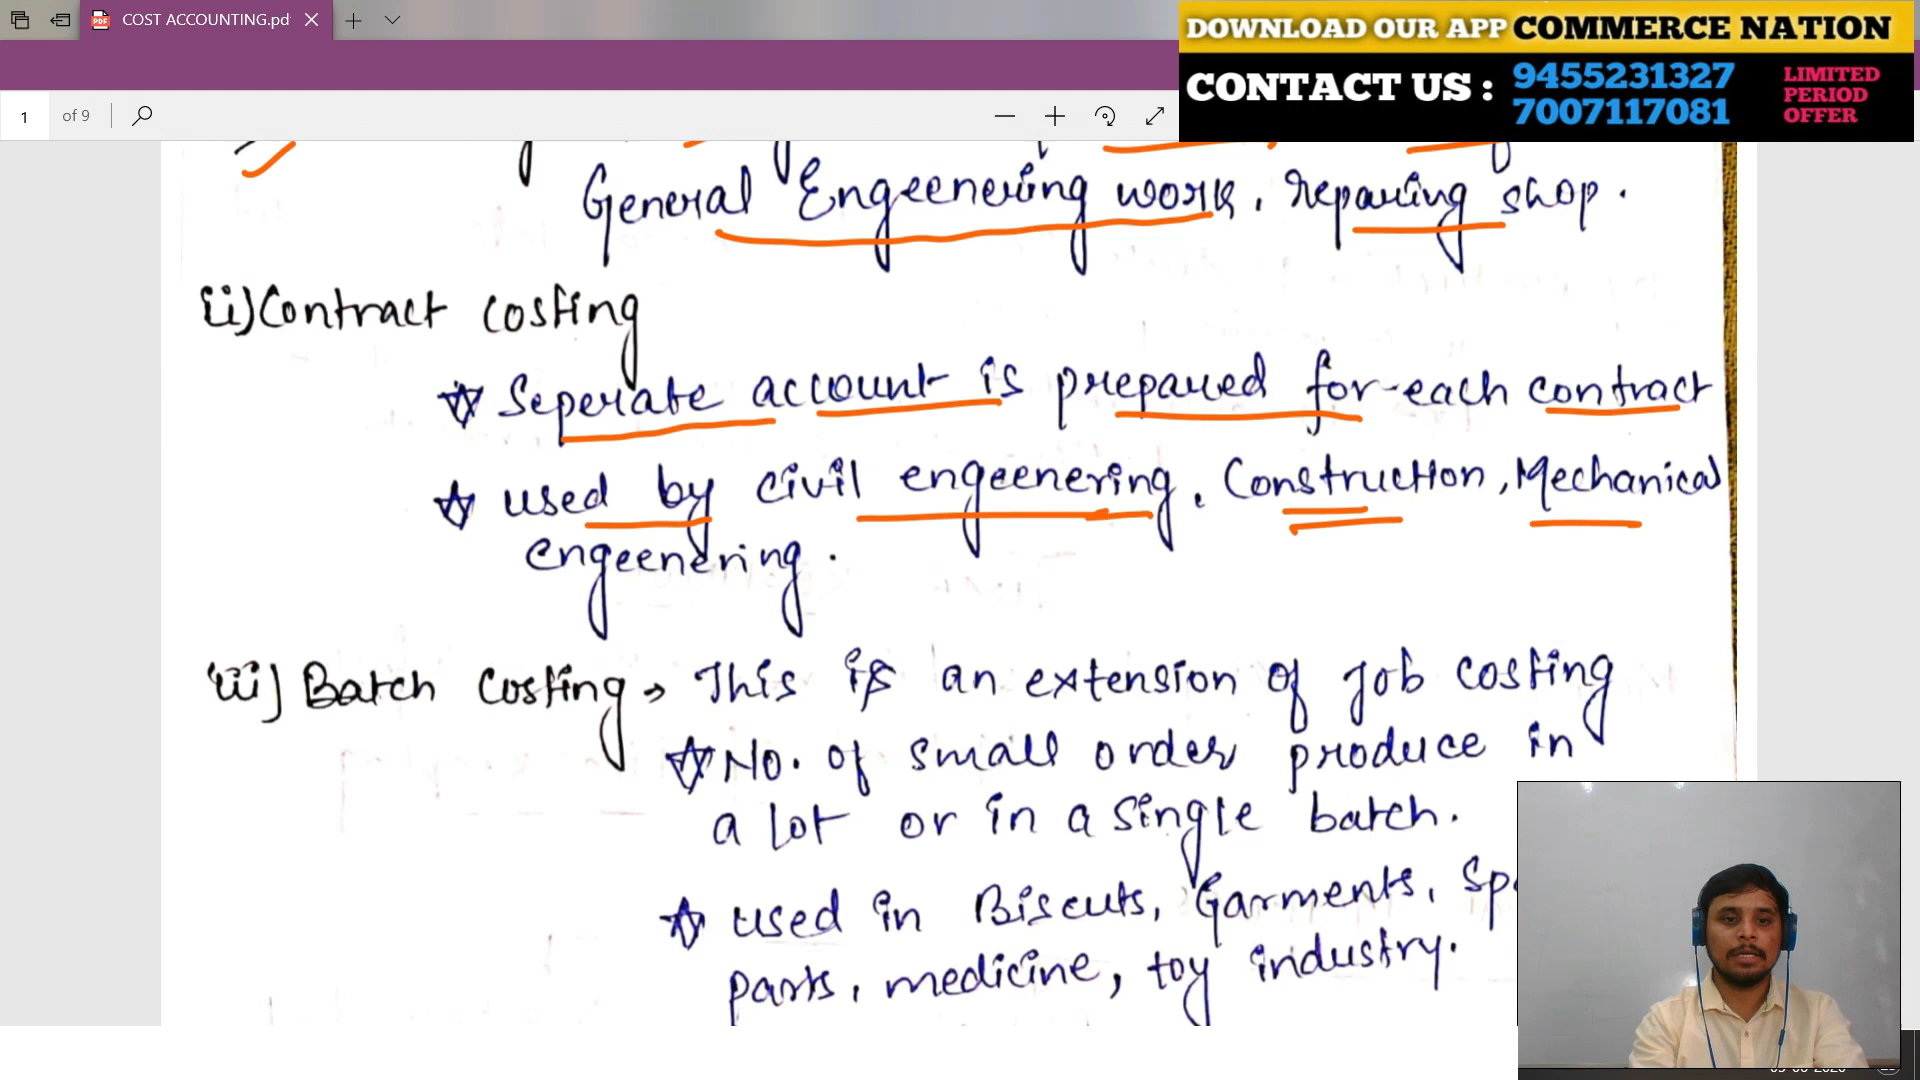 COST ACCOUNTING.pd
DOWNLOAD OUR APP COMMERCE NATION
CONTACT US : 9455231327
7007117081
LIMITED
PERIOD
OFFER
1 of 9
General Engeenering work, repairing shop.
ii) Contract costing
☆ Seperate account is prepared for each contract
☆ used by civil engeenering, Construction, Mechanical
engeenering.
iii) Batch Costing → This is an extension of Job costing
☆ No. of small order produce in
a lot or in a single batch.
☆ used in Biscuts, Garments, Sp
parts, medicine, toy industry.